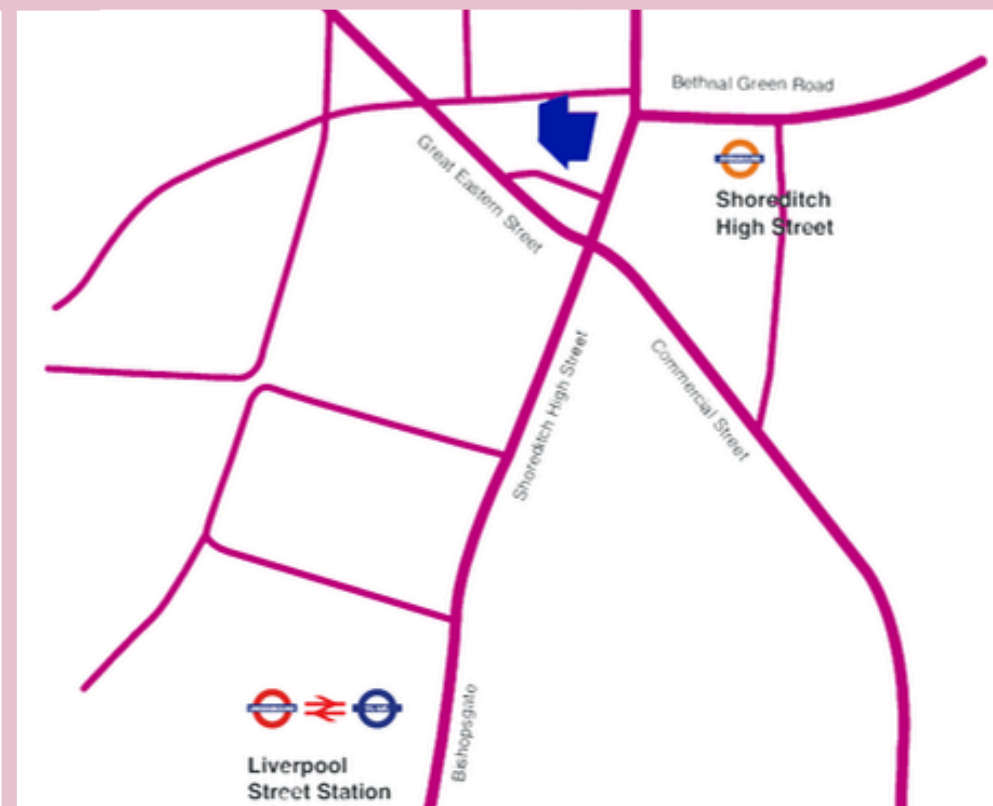 Bethnal Green Road
Great Eastern Street
Shoreditch
High Street
Shoreditch High Street
Commercial Street
Bishopsgate
Liverpool
Street Station